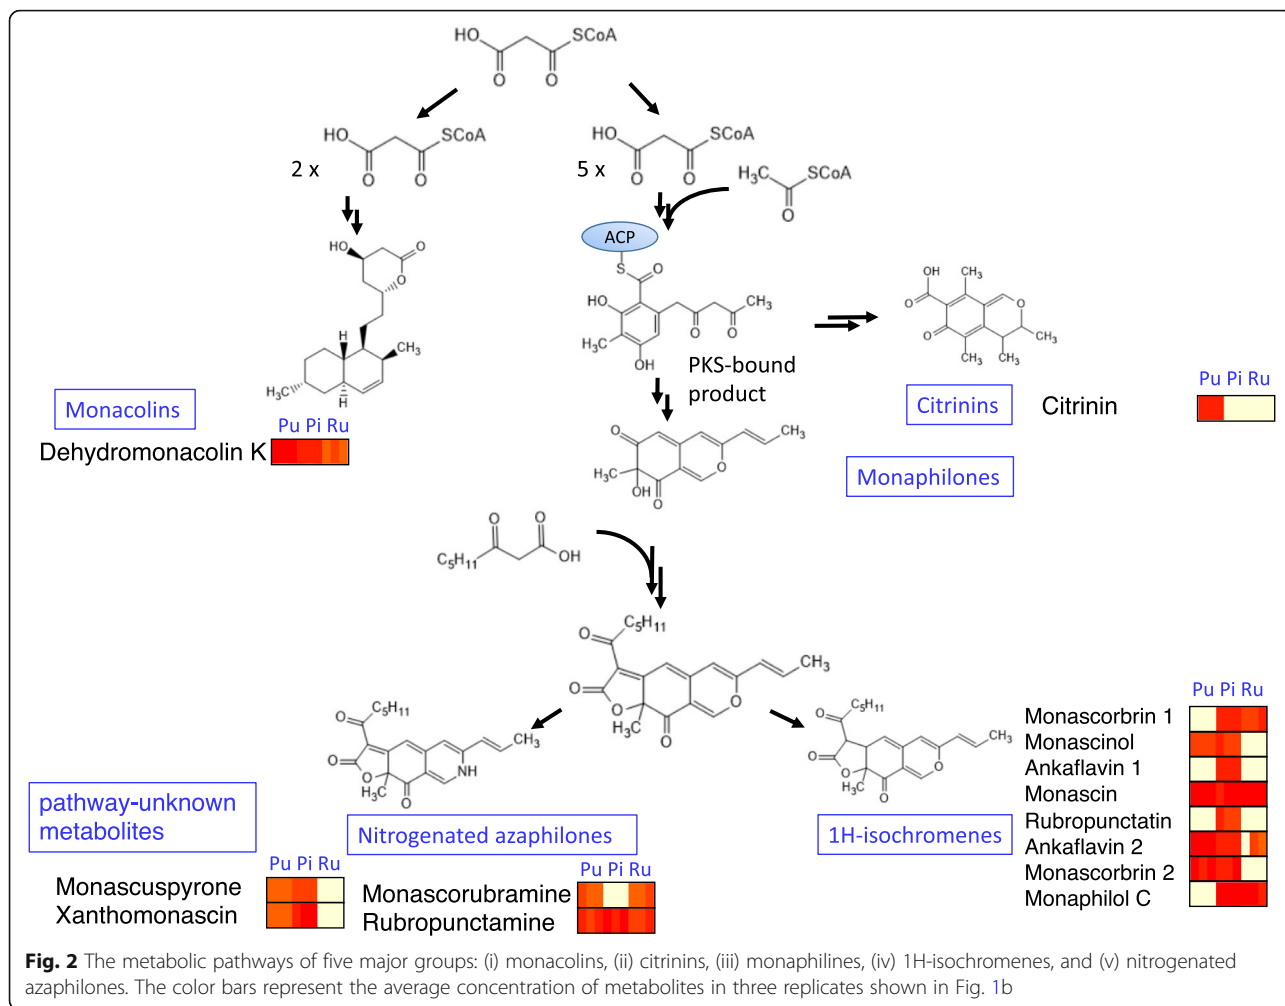 HO
SCoA
O
O
HO
SCoA
O
O
2 x
HO
SCoA
O
O
5 x
H₃C
SCoA
O
ACP
S
O
HO
CH₃
O
O
H₃C
OH
PKS-bound
product
HO
O
O
H
CH₃
H₃C
H
OH
CH₃
O
O
O
CH₃
CH₃
CH₃
Monacolins
Pu Pi Ru
Dehydromonacolin K
Citrinins
Citrinin
Pu Pi Ru
O
CH₃
H₃C
OH
O
O
Monaphilones
O
O
C₅H₁₁
OH
C₅H₁₁
O
CH₃
O
O
O
H₃C
O
C₅H₁₁
O
CH₃
O
O
NH
H₃C
O
C₅H₁₁
O
CH₃
O
O
O
H₃C
O
pathway-unknown
metabolites
Pu Pi Ru
Monascuspyrone
Xanthomonascin
Nitrogenated azaphilones
Pu Pi Ru
Monascorubramine
Rubropunctamine
1H-isochromenes
Pu Pi Ru
Monascorbrin 1
Monascinol
Ankaflavin 1
Monascin
Rubropunctatin
Ankaflavin 2
Monascorbrin 2
Monaphilol C
Fig. 2 The metabolic pathways of five major groups: (i) monacolins, (ii) citrinins, (iii) monaphilines, (iv) 1H-isochromenes, and (v) nitrogenated
azaphilones. The color bars represent the average concentration of metabolites in three replicates shown in Fig. 1b